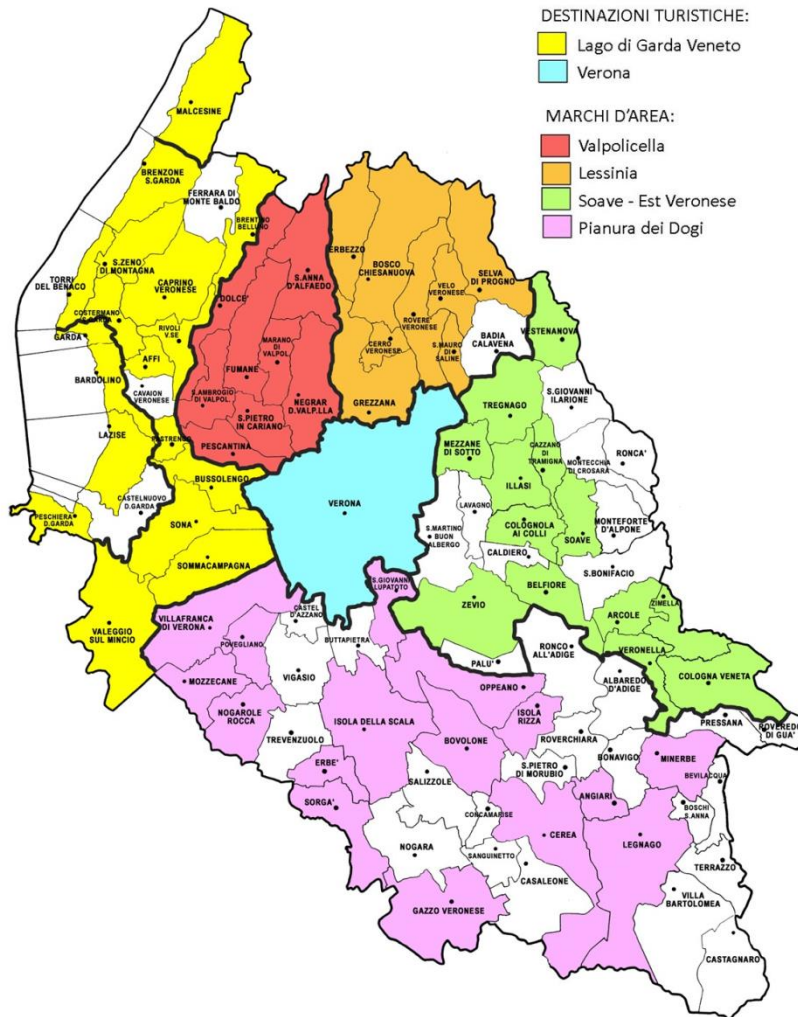 DESTINAZIONI TURISTICHE:
Lago di Garda Veneto
Verona
MARCHI D'AREA:
Valpolicella
Lessinia
Soave - Est Veronese
Pianura dei Dogi
MALCESINE
BRENZONE
S.GARDA
FERRARA DI
MONTE BALDO
BRENTINO
BELLUNO
S.ZENO
DI MONTAGNA
TORRI
DEL BENACO
CAPRINO
VERONESE
COSTERMANO
RIVOLI
V.SE
GARDA
AFFI
BARDOLINO
CAVAION
VERONESE
LAZISE
PASTRENGO
CASTELNUOVO
D.GARDA
PESCHIERA
D.GARDA
BUSSOLENGO
SONA
SOMMACAMPAGNA
VALEGGIO
SUL MINCIO
DOLCE'
S.ANNA
D'ALFAEDO
MARANO
DI
VALPOL.
FUMANE
S.AMBROGIO
DI VALPOL.
S.PIETRO
IN CARIANO
NEGRAR
D.VALP.LLA
PESCANTINA
ERBEZZO
BOSCO
CHIESANUOVA
VELO
VERONESE
SELVA
DI PROGNO
ROVERE'
VERONESE
CERRO
VERONESE
S.MAURO
DI
SALINE
GREZZANA
BADIA
CALAVENA
VESTENANOVA
S.GIOVANNI
ILARIONE
TREGNAGO
MEZZANE
DI SOTTO
CAZZANO
DI
TRAMIGNA
MONTECCHIA
DI CROSARA
RONCA'
ILLASI
VERONA
LAVAGNO
S.MARTINO
BUON
ALBERGO
COLOGNOLA
AI COLLI
SOAVE
MONTEFORTE
D'ALPONE
CALDIERO
S.BONIFACIO
S.GIOVANNI
LUPATOTO
ZEVIO
BELFIORE
ARCOLE
ZIMELLA
VERONELLA
COLOGNA VENETA
PALU'
RONCO
ALL'ADIGE
ALBAREDO
D'ADIGE
PRESSANA
ROVEREDO
DI GUA'
VILLAFRANCA
DI VERONA
CASTEL
D'AZZANO
POVEGLIANO
BUTTAPIETRA
VIGASIO
MOZZECANE
NOGAROLE
ROCCA
ISOLA DELLA SCALA
OPPEANO
ISOLA
RIZZA
TREVENZUOLO
BOVOLONE
ROVERCHIARA
BONAVIGO
MINERBE
ERBE'
S.PIETRO
DI MORUBIO
BEVILACQUA
SALIZZOLE
SORGA'
ANGIARI
BOSCHI
S.ANNA
CONCAMARISE
CEREA
LEGNAGO
NOGARA
SANGUINETTO
TERRAZZO
CASALEONE
VILLA
BARTOLOMEA
GAZZO VERONESE
CASTAGNARO